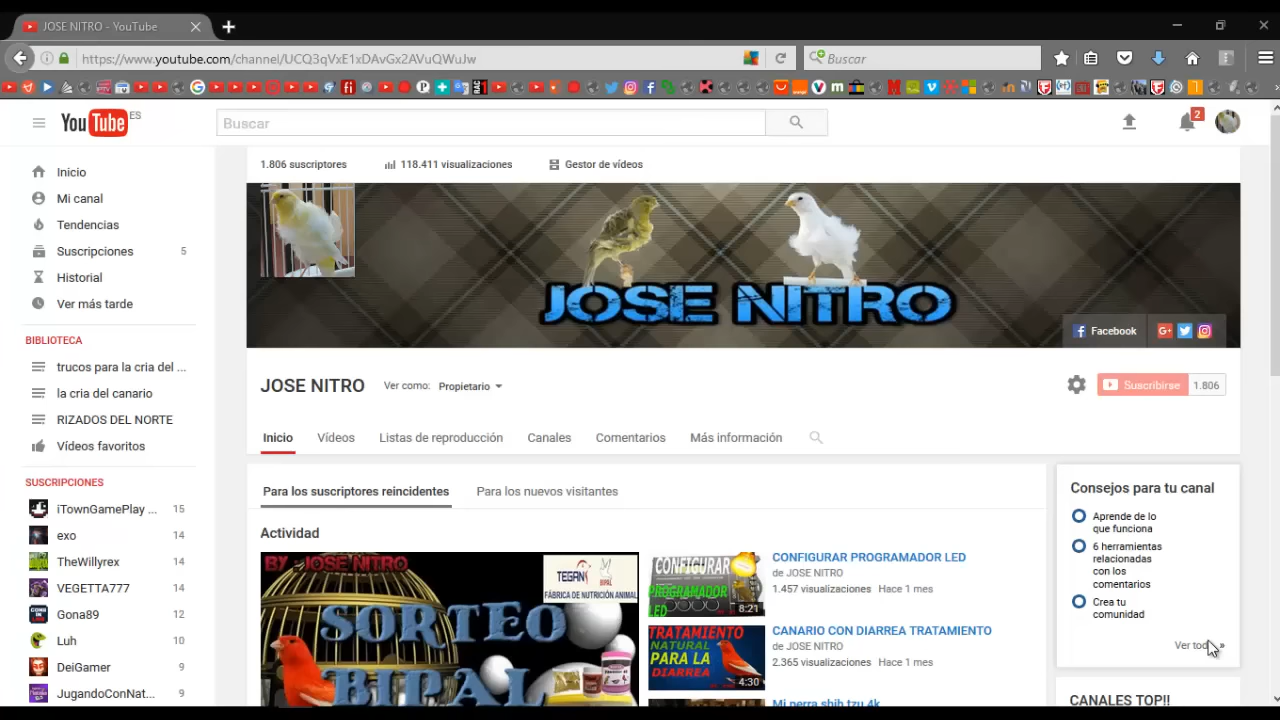 JOSE NITRO - YouTube
https://www.youtube.com/channel/UCQ3qVxE1xDAvGx2AVuQWuJw
Buscar
YouTube ES
Buscar
2
1.806 suscriptores
118.411 visualizaciones
Gestor de vídeos
Inicio
Mi canal
Tendencias
Suscripciones 5
Historial
Ver más tarde
BIBLIOTECA
trucos para la cria del ...
la cria del canario
RIZADOS DEL NORTE
Vídeos favoritos
SUSCRIPCIONES
iTownGamePlay ... 15
exo 14
TheWillyrex 14
VEGETTA777 14
Gona89 12
Luh 10
DeiGamer 9
JugandoConNat... 9
JOSE NITRO
Facebook
JOSE NITRO
Ver como: Propietario
Suscribirse 1.806
Inicio
Vídeos
Listas de reproducción
Canales
Comentarios
Más información
Para los suscriptores reincidentes
Para los nuevos visitantes
Actividad
BY JOSE NITRO
TEGAN
BIPAL
FÁBRICA DE NUTRICIÓN ANIMAL
SORTEO
CONFIGURAR
PROGRAMADOR
LED
8:21
CONFIGURAR PROGRAMADOR LED
de JOSE NITRO
1.457 visualizaciones Hace 1 mes
TRATAMIENTO
NATURAL
PARA LA
DIARREA
4:30
CANARIO CON DIARREA TRATAMIENTO
de JOSE NITRO
2.365 visualizaciones Hace 1 mes
Mi perra shih tzu 4k
Consejos para tu canal
Aprende de lo
que funciona
6 herramientas
relacionadas
con los
comentarios
Crea tu
comunidad
Ver »
CANALES TOP!!